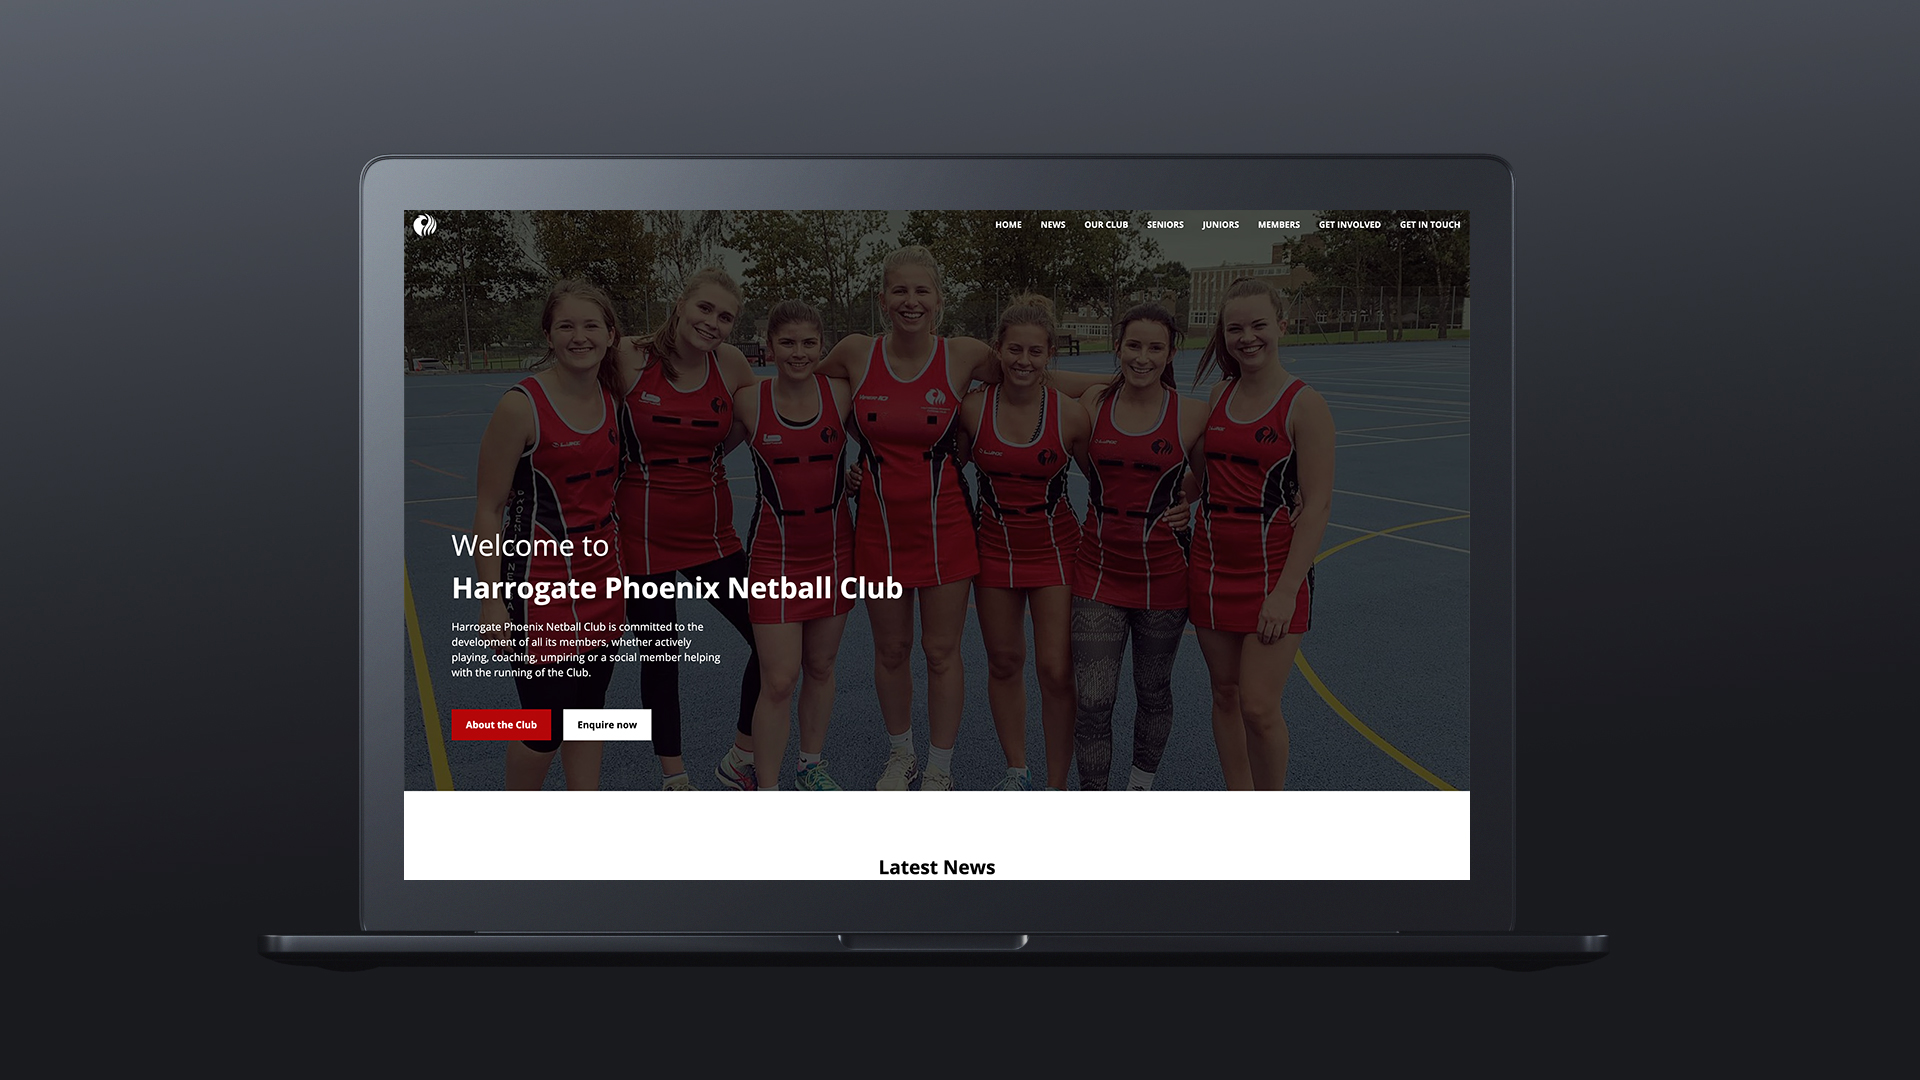 HOME NEWS OUR CLUB SENIORS JUNIORS MEMBERS GET INVOLVED GET IN TOUCH
Welcome to
Harrogate Phoenix Netball Club
Harrogate Phoenix Netball Club is committed to the
development of all its members, whether actively
playing, coaching, umpiring or a social member helping
with the running of the Club.
About the Club Enquire now
Latest News